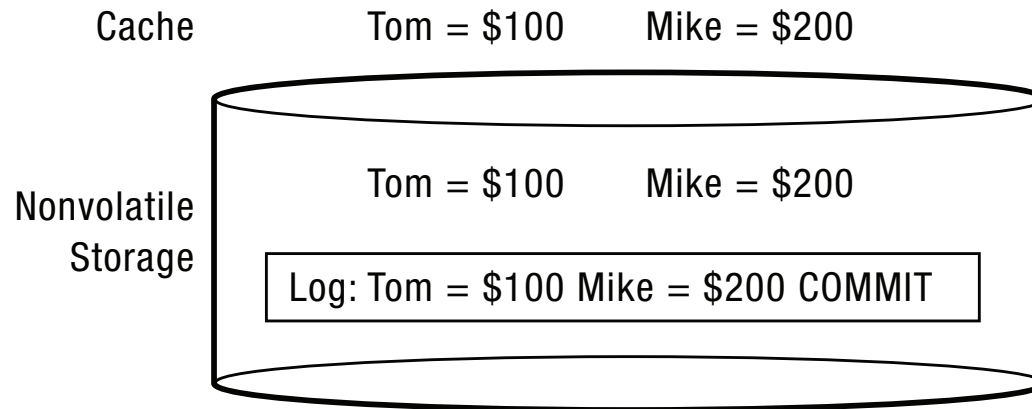 Cache Tom = $100 Mike = $200
Tom = $100 Mike = $200
Nonvolatile
Storage
Log: Tom = $100 Mike = $200 COMMIT